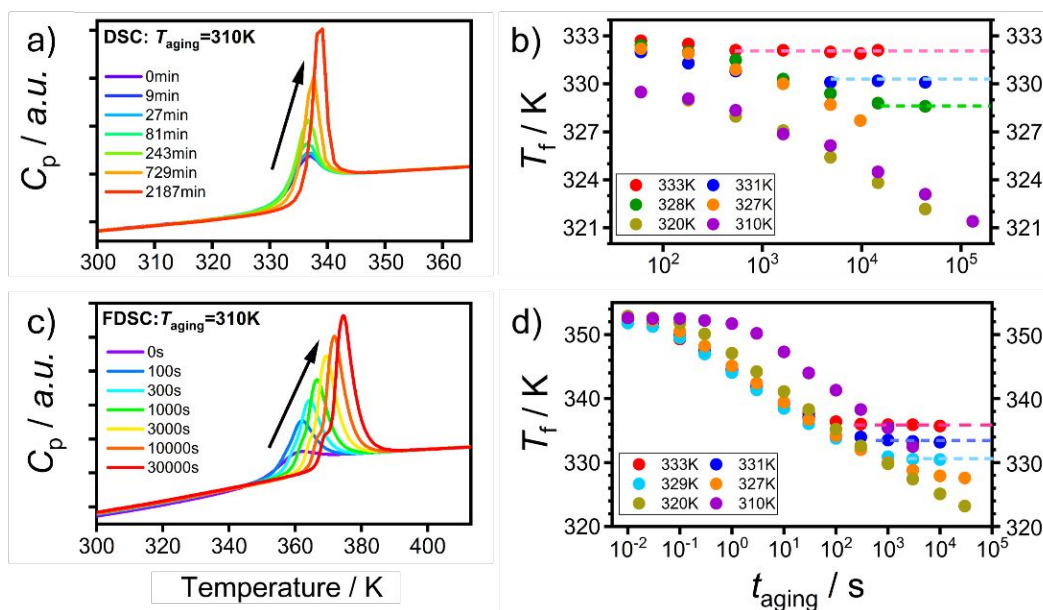 a)
DSC: Taging=310K
0min
9min
27min
81min
243min
729min
2187min
Cp / a.u.
300 310 320 330 340 350 360
b)
Tf / K
333
330
327
324
321
333K 331K
328K 327K
320K 310K
333
330
327
324
321
10² 10³ 10⁴ 10⁵
c)
FDSC:Taging=310K
0s
100s
300s
1000s
3000s
10000s
30000s
Cp / a.u.
300 320 340 360 380 400
Temperature / K
d)
Tf / K
350
340
330
320
333K 331K
329K 327K
320K 310K
350
340
330
320
10⁻² 10⁻¹ 10⁰ 10¹ 10² 10³ 10⁴ 10⁵
taging / s